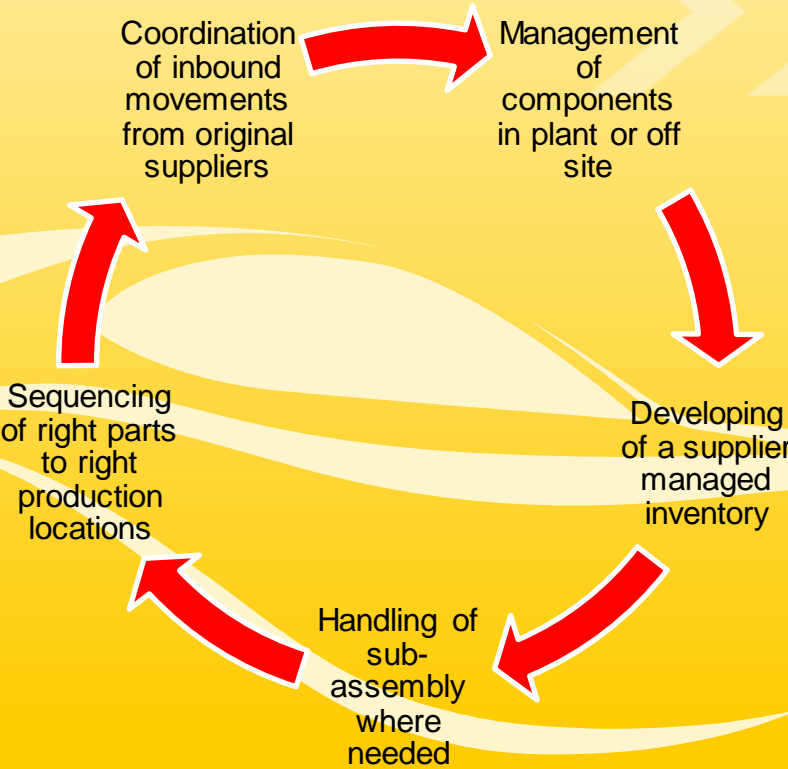 Coordination
of inbound
movements
from original
suppliers
Management
of
components
in plant or off
site
Developing
of a supplier
managed
inventory
Handling of
sub-
assembly
where
needed
Sequencing
of right parts
to right
production
locations